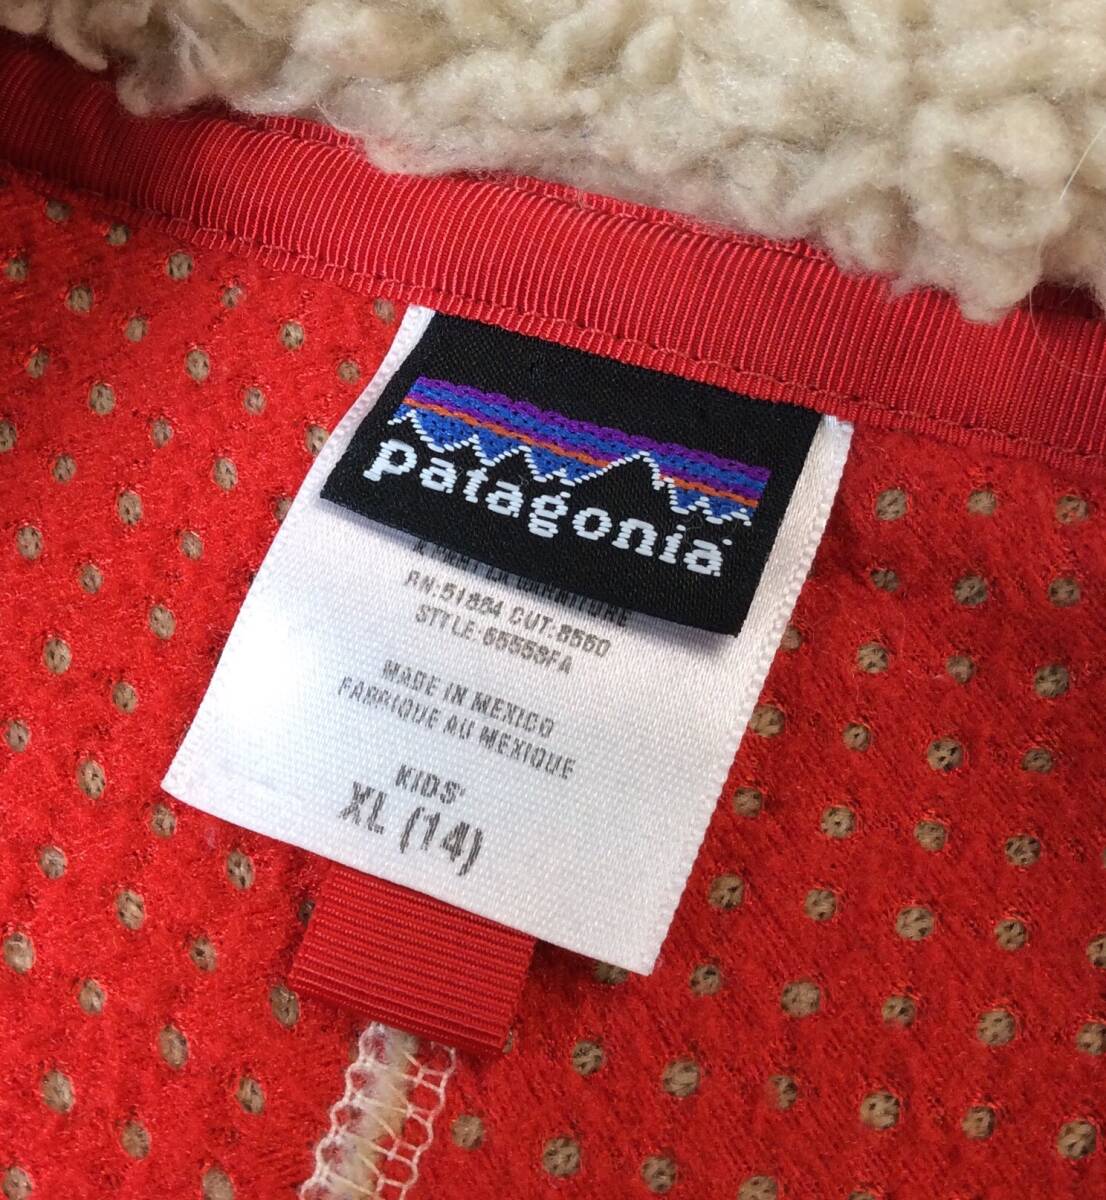 patagonia
RN:51884 CUT:8560
STYLE:65558FA
MADE IN MEXICO
FABRIQUE AU MEXIQUE
KIDS'
XL (14)